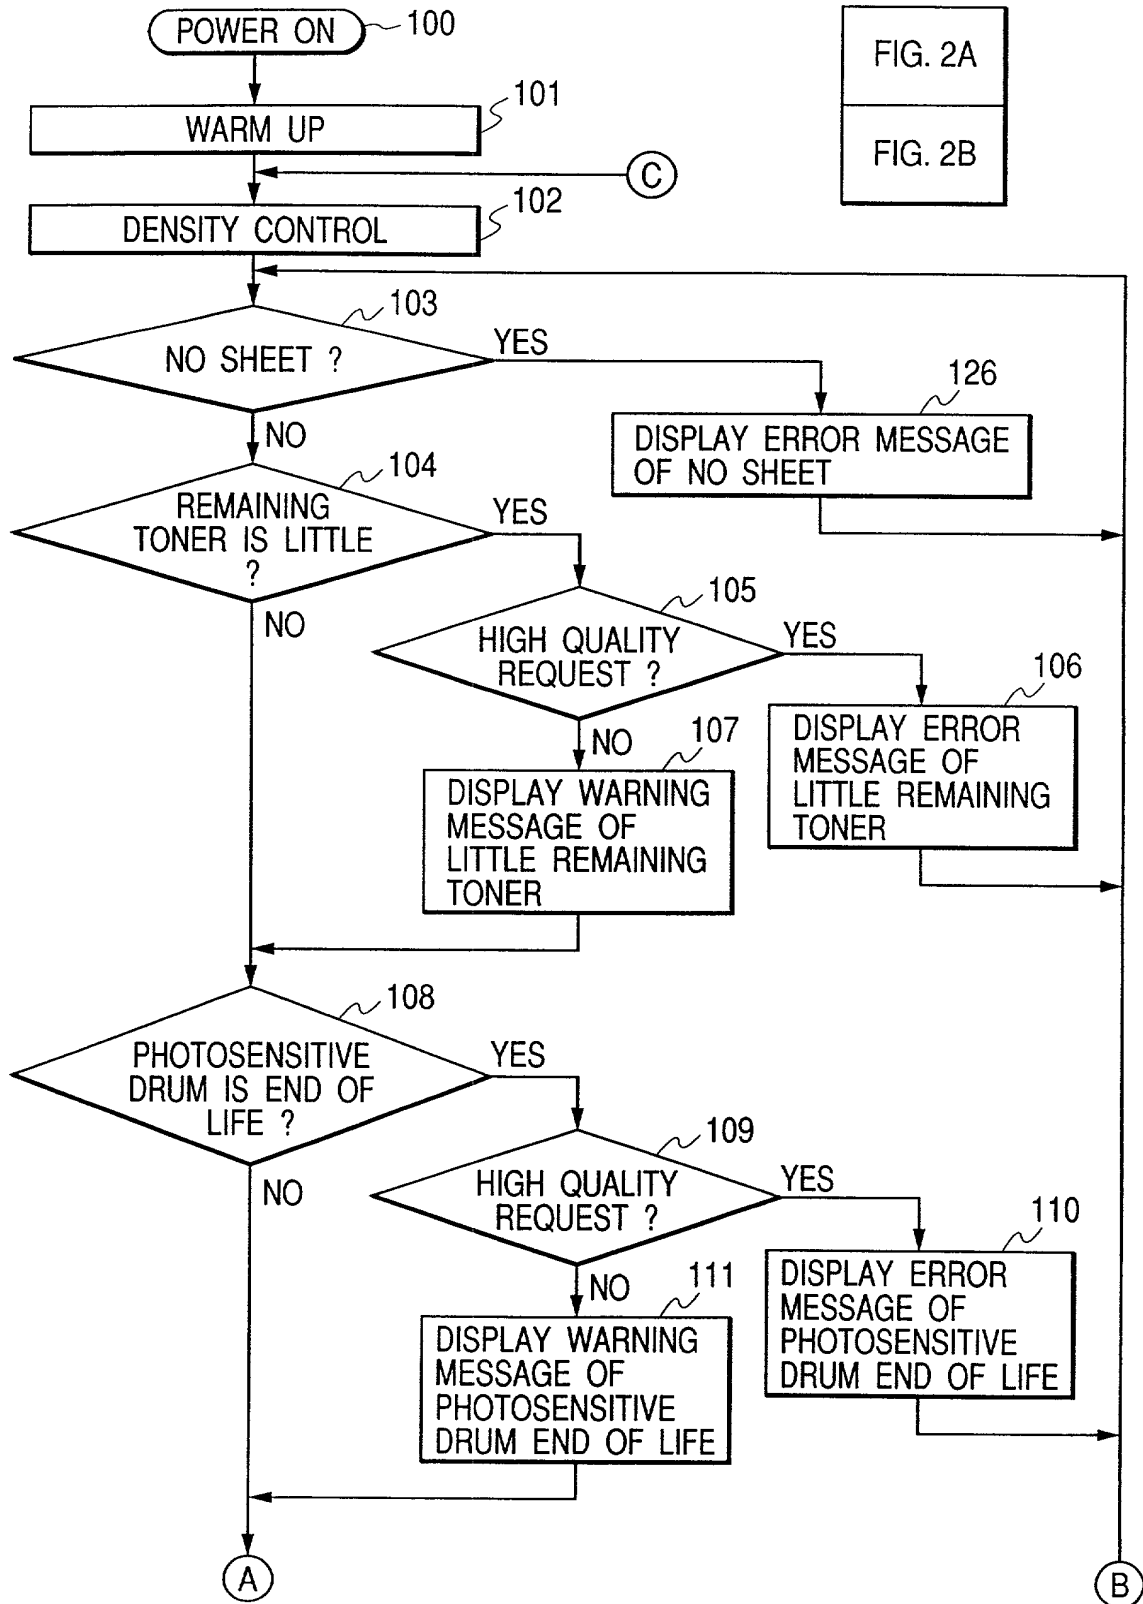 POWER ON
100
FIG. 2A
FIG. 2B
101
WARM UP
C
102
DENSITY CONTROL
103
NO SHEET ?
YES
NO
126
DISPLAY ERROR MESSAGE
OF NO SHEET
104
REMAINING
TONER IS LITTLE
?
YES
NO
105
HIGH QUALITY
REQUEST ?
YES
NO
106
DISPLAY ERROR
MESSAGE OF
LITTLE REMAINING
TONER
107
DISPLAY WARNING
MESSAGE OF
LITTLE REMAINING
TONER
108
PHOTOSENSITIVE
DRUM IS END OF
LIFE ?
YES
NO
109
HIGH QUALITY
REQUEST ?
YES
NO
110
DISPLAY ERROR
MESSAGE OF
PHOTOSENSITIVE
DRUM END OF LIFE
111
DISPLAY WARNING
MESSAGE OF
PHOTOSENSITIVE
DRUM END OF LIFE
A
B